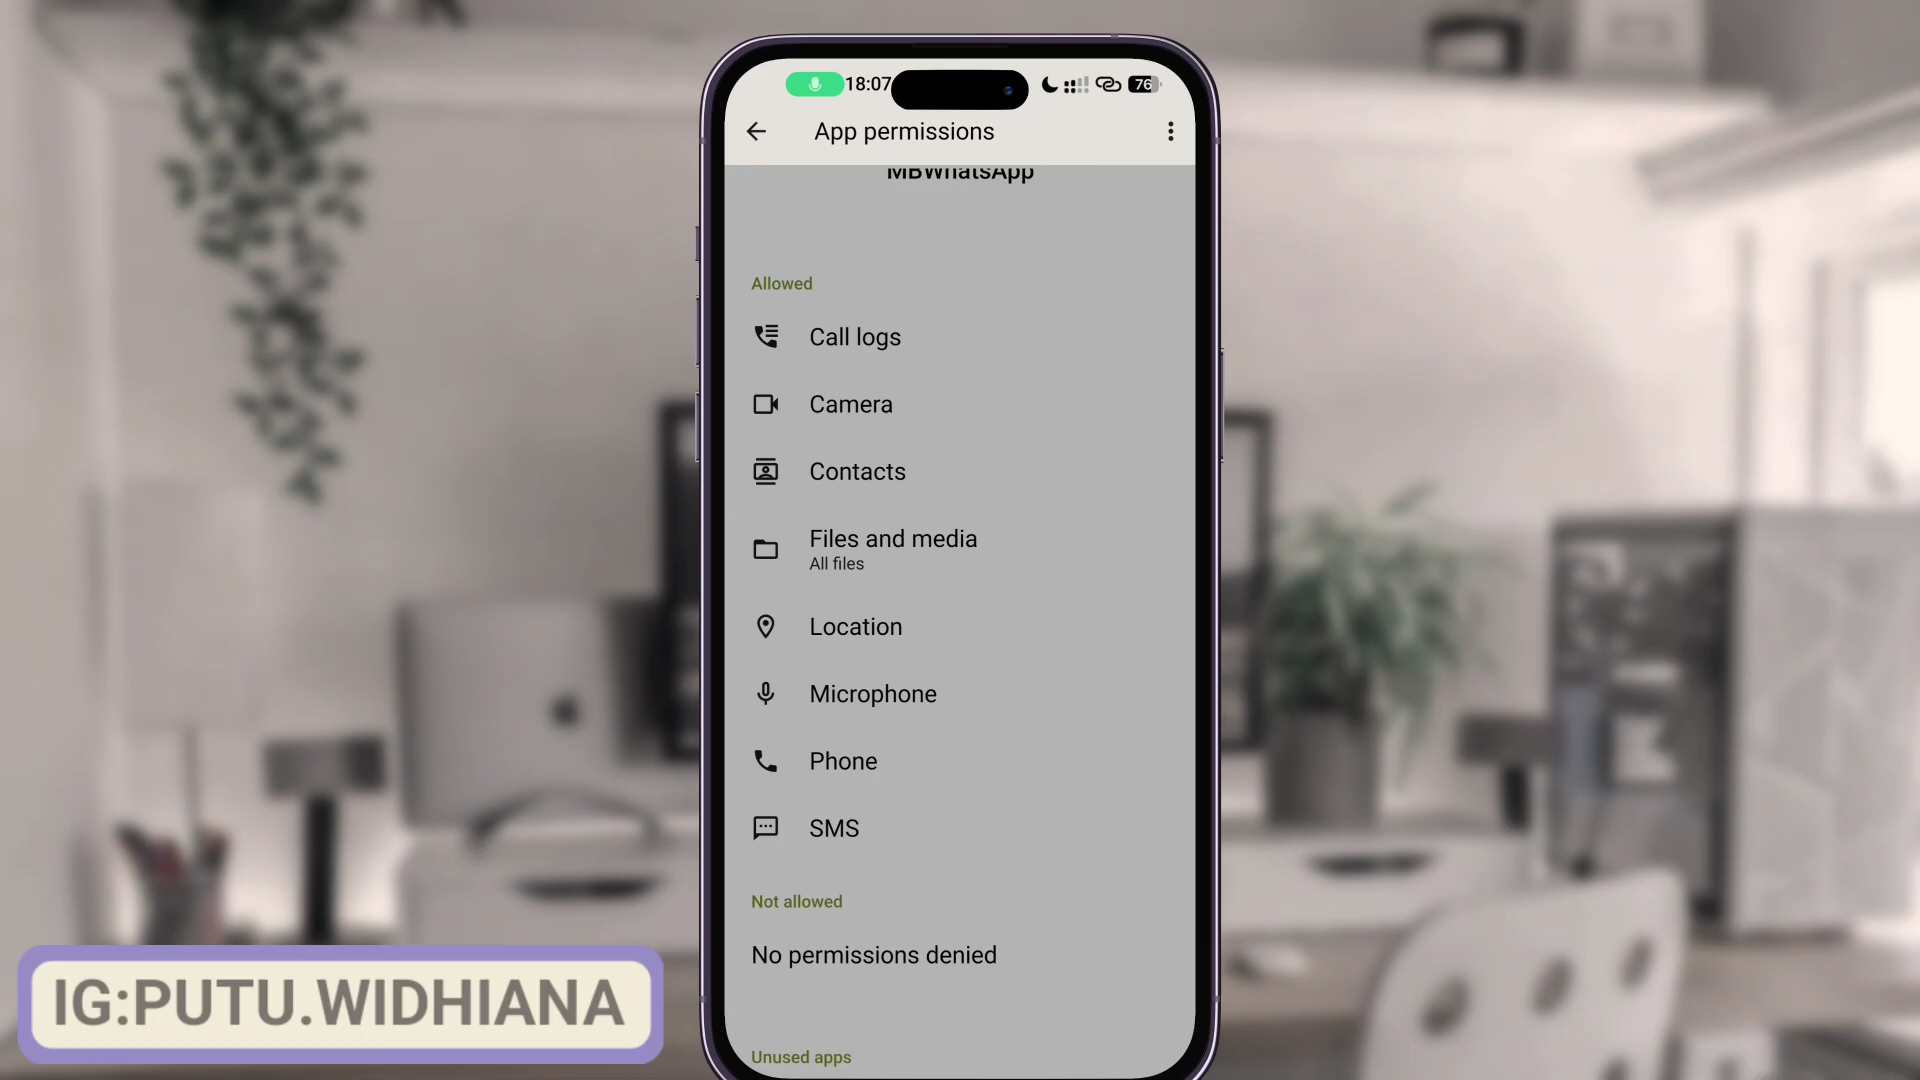 18:07
76
App permissions
MBWhatsApp
Allowed
Call logs
Camera
Contacts
Files and media
All files
Location
Microphone
Phone
SMS
Not allowed
No permissions denied
Unused apps
IG:PUTU.WIDHIANA